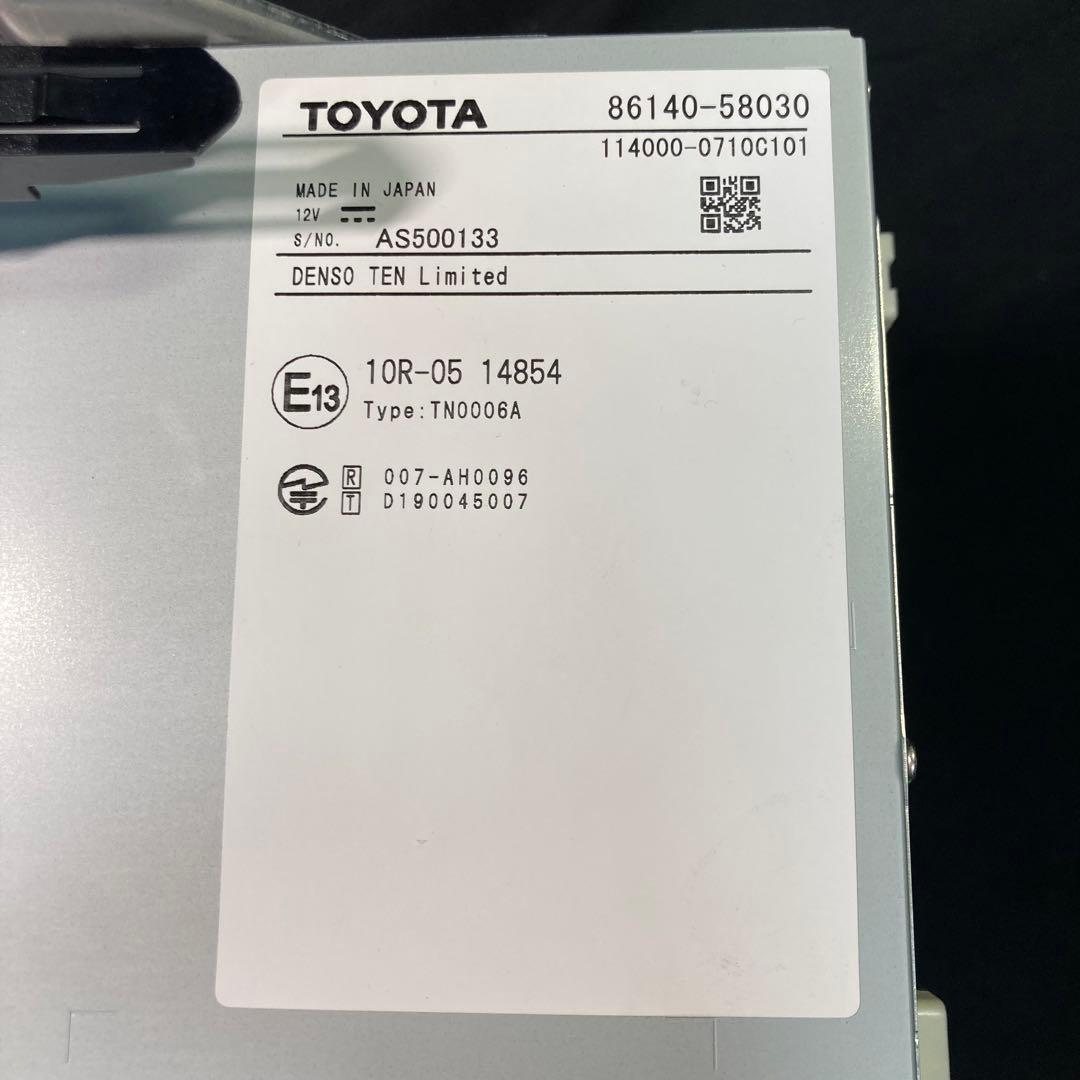 TOYOTA 86140-58030
114000-0710C101
MADE IN JAPAN
12V
S/NO. AS500133
DENSO TEN Limited
E13 10R-05 14854
Type:TN0006A
R 007-AH0096
T D190045007